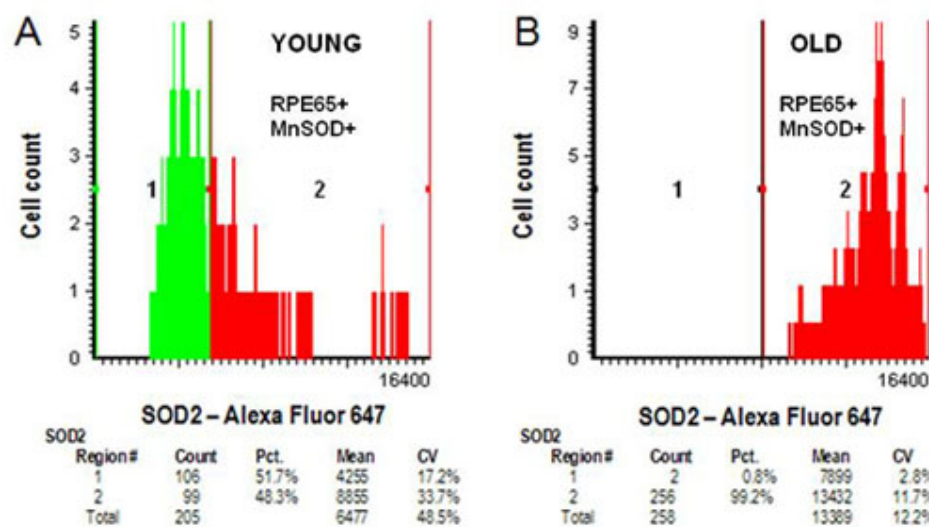 A
YOUNG
RPE65+
MnSOD+
Cell count
5
4
3
2
1
0
1
2
16400
SOD2 – Alexa Fluor 647
SOD2
Region# Count Pct. Mean CV
1 106 51.7% 4255 17.2%
2 99 48.3% 8855 33.7%
Total 205 6477 48.5%
B
OLD
RPE65+
MnSOD+
Cell count
9
7
5
3
1
0
1
2
16400
SOD2 – Alexa Fluor 647
SOD2
Region# Count Pct. Mean CV
1 2 0.8% 7899 2.8%
2 256 99.2% 13432 11.7%
Total 258 13389 12.2%